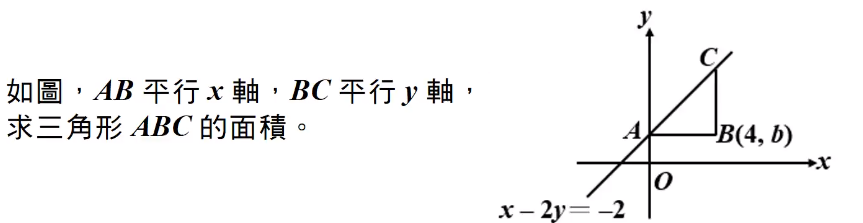 如圖，AB 平行 x 軸，BC 平行 y 軸，
求三角形 ABC 的面積。
y
C
A
B(4, b)
x
O
x – 2y＝ –2